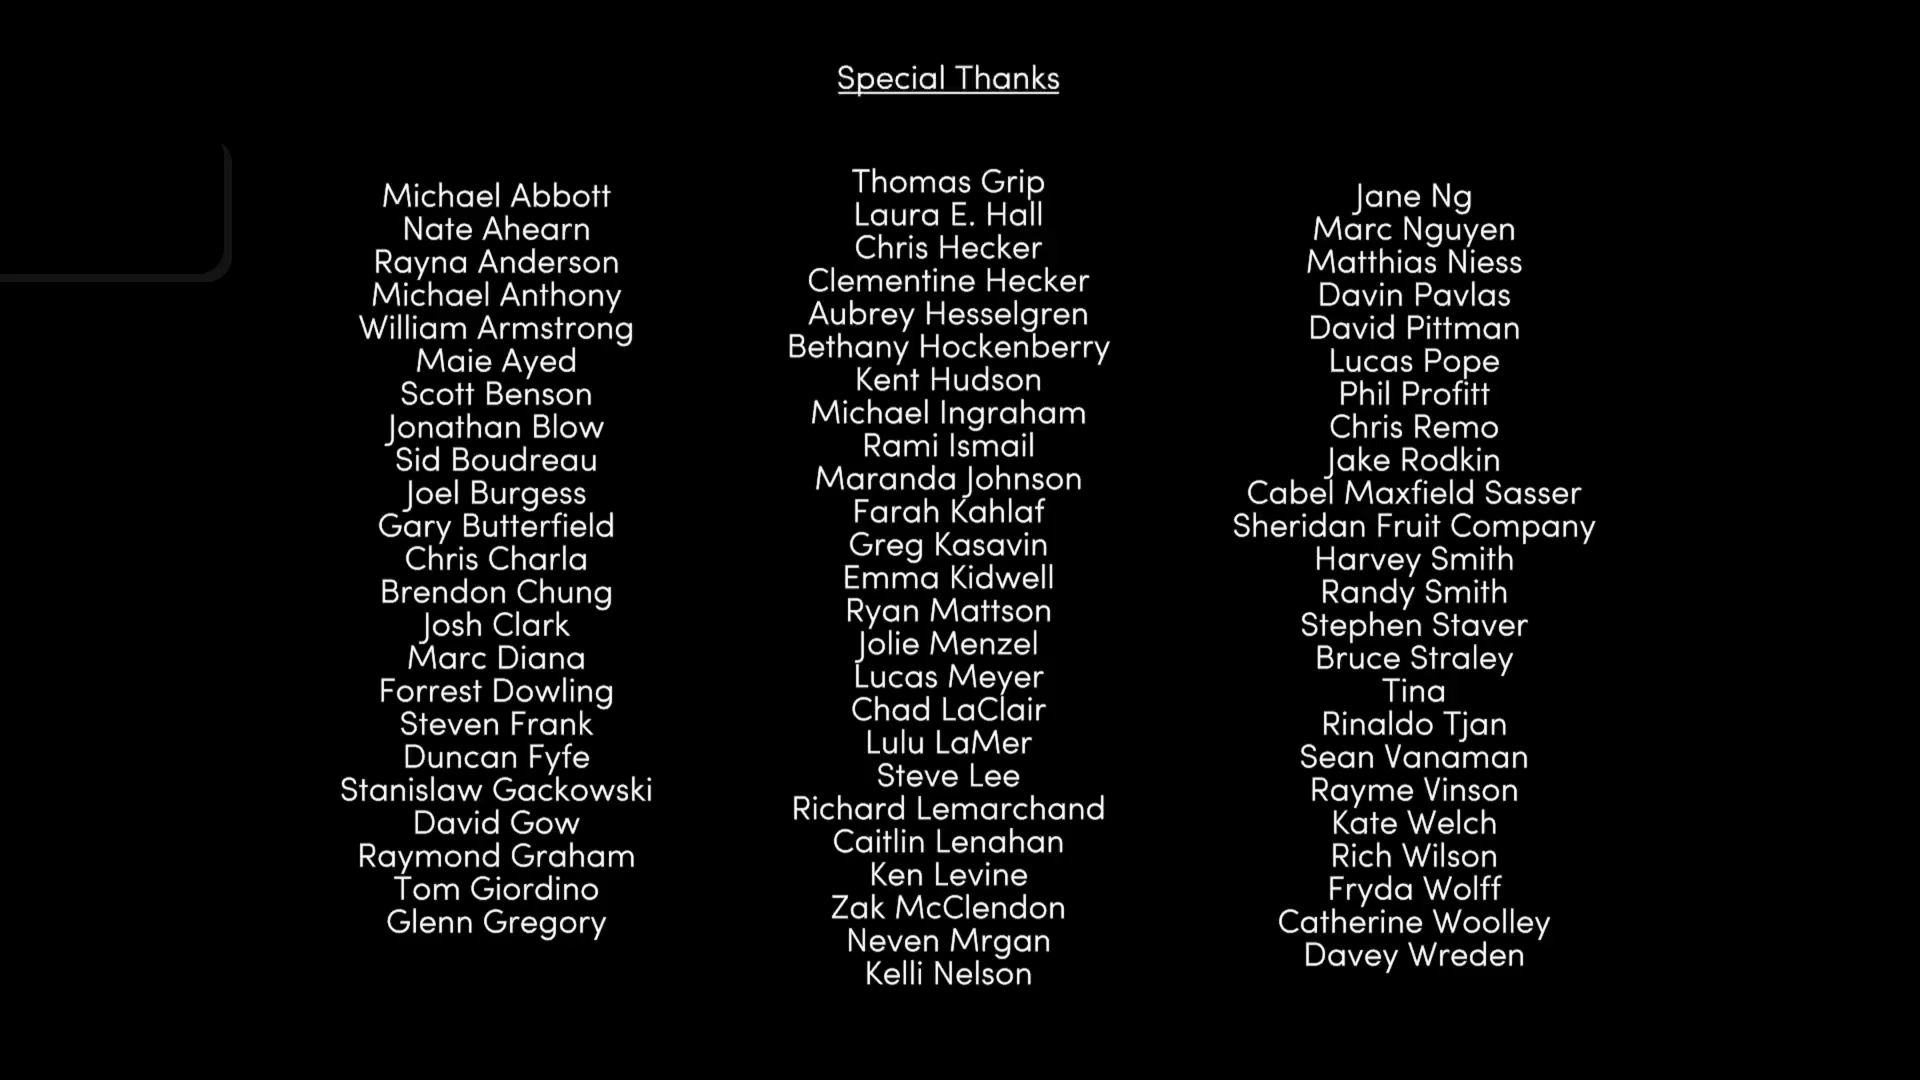 Special Thanks
Michael Abbott
Nate Ahearn
Rayna Anderson
Michael Anthony
William Armstrong
Maie Ayed
Scott Benson
Jonathan Blow
Sid Boudreau
Joel Burgess
Gary Butterfield
Chris Charla
Brendon Chung
Josh Clark
Marc Diana
Forrest Dowling
Steven Frank
Duncan Fyfe
Stanislaw Gackowski
David Gow
Raymond Graham
Tom Giordino
Glenn Gregory
Thomas Grip
Laura E. Hall
Chris Hecker
Clementine Hecker
Aubrey Hesselgren
Bethany Hockenberry
Kent Hudson
Michael Ingraham
Rami Ismail
Maranda Johnson
Farah Kahlaf
Greg Kasavin
Emma Kidwell
Ryan Mattson
Jolie Menzel
Lucas Meyer
Chad LaClair
Lulu LaMer
Steve Lee
Richard Lemarchand
Caitlin Lenahan
Ken Levine
Zak McClendon
Neven Mrgan
Kelli Nelson
Jane Ng
Marc Nguyen
Matthias Niess
Davin Pavlas
David Pittman
Lucas Pope
Phil Profitt
Chris Remo
Jake Rodkin
Cabel Maxfield Sasser
Sheridan Fruit Company
Harvey Smith
Randy Smith
Stephen Staver
Bruce Straley
Tina
Rinaldo Tjan
Sean Vanaman
Rayme Vinson
Kate Welch
Rich Wilson
Fryda Wolff
Catherine Woolley
Davey Wreden